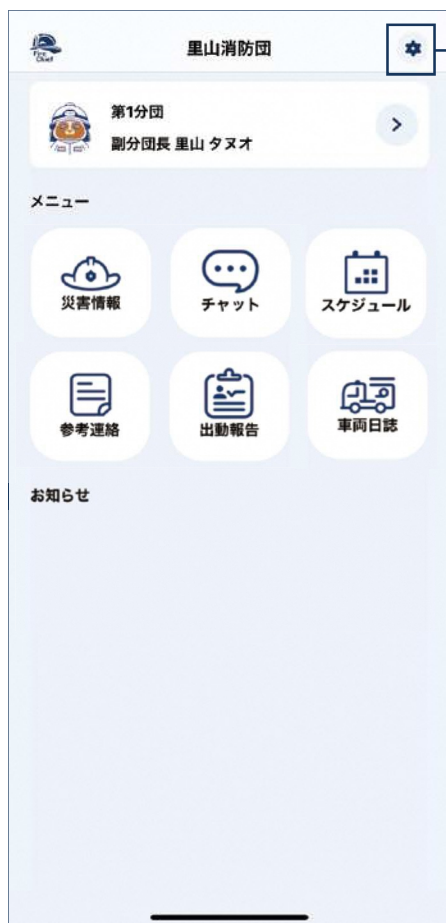 Fire
Chief
里山消防団
第1分団
副分団長 里山 タヌオ
メニュー
災害情報
チャット
スケジュール
参考連絡
出動報告
車両日誌
お知らせ